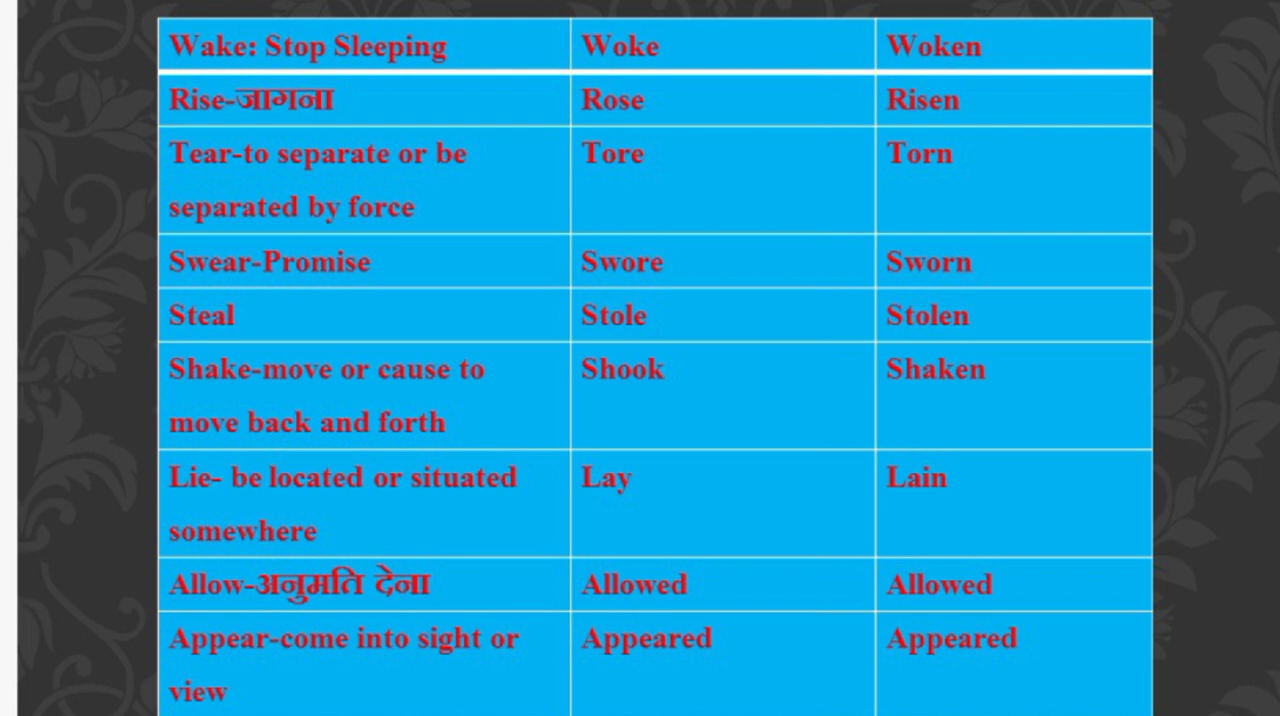 Wake: Stop Sleeping Woke Woken
Rise-जागना Rose Risen
Tear-to separate or be Tore Torn
separated by force
Swear-Promise Swore Sworn
Steal Stole Stolen
Shake-move or cause to Shook Shaken
move back and forth
Lie- be located or situated Lay Lain
somewhere
Allow-अनुमति देना Allowed Allowed
Appear-come into sight or Appeared Appeared
view